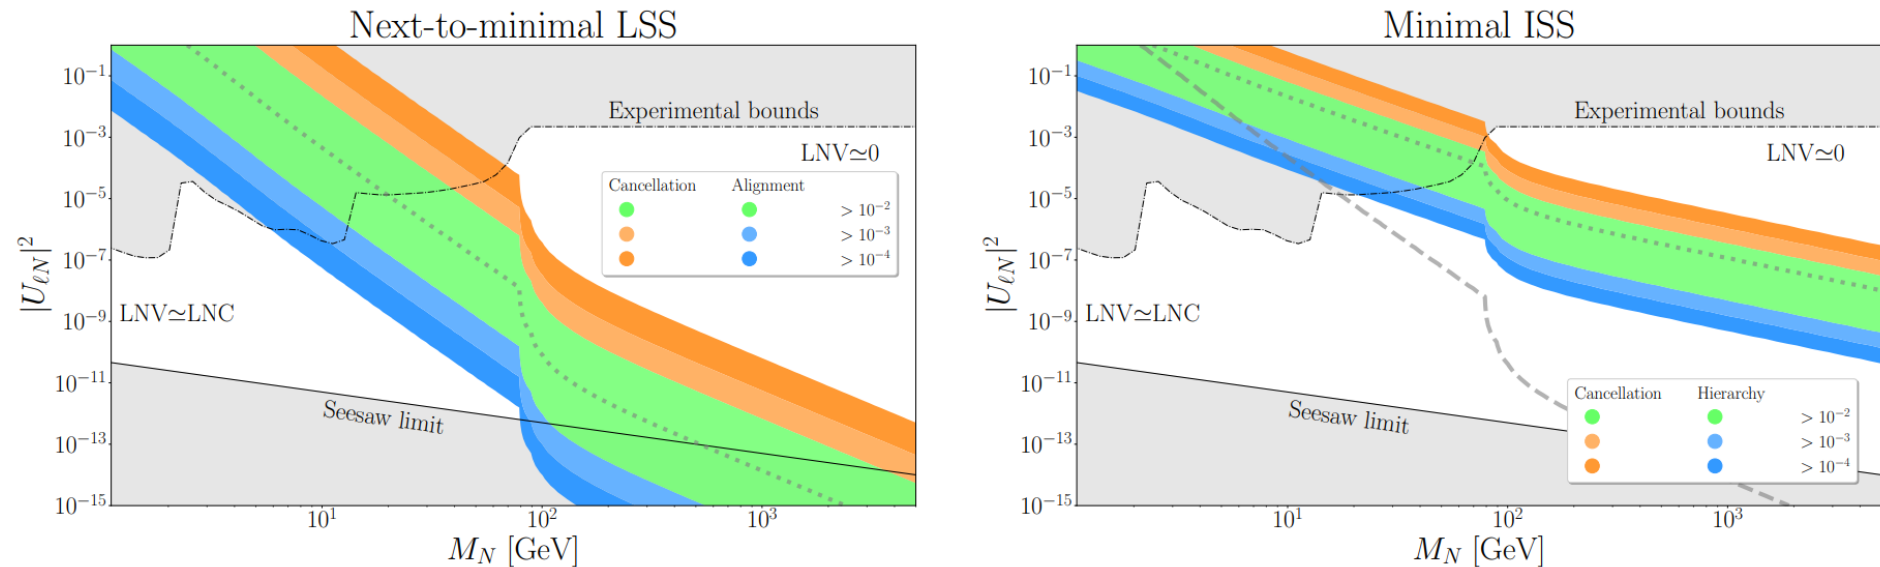 Next-to-minimal LSS
10^{-1}
10^{-3}
10^{-5}
10^{-7}
10^{-9}
10^{-11}
10^{-13}
10^{-15}
|U_{ℓN}|^2
Experimental bounds
LNV≃0
Cancellation Alignment
> 10^{-2}
> 10^{-3}
> 10^{-4}
LNV≃LNC
Seesaw limit
10^1 10^2 10^3
M_N [GeV]
Minimal ISS
10^{-1}
10^{-3}
10^{-5}
10^{-7}
10^{-9}
10^{-11}
10^{-13}
10^{-15}
|U_{ℓN}|^2
Experimental bounds
LNV≃0
LNV≃LNC
Seesaw limit
Cancellation Hierarchy
> 10^{-2}
> 10^{-3}
> 10^{-4}
10^1 10^2 10^3
M_N [GeV]